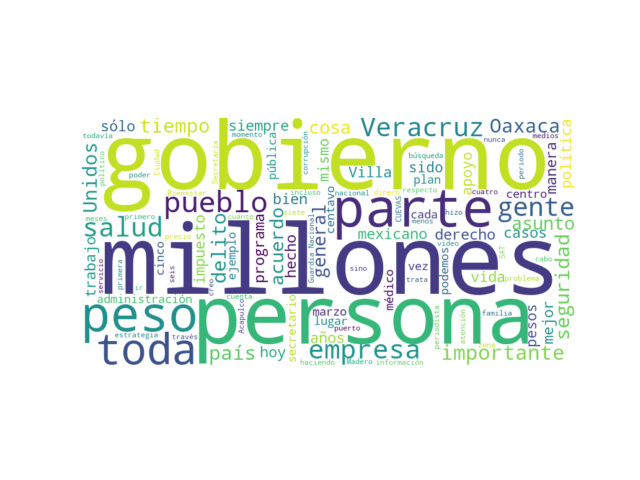 sólo tiempo siempre cosa Veracruz Oaxaca política
todavía momento nunca medios
gobierno
Unidos político poder Ciudad Secretaría pública corrupción mismo búsqueda sido apoyo periodo manera
Villa plan casos
pueblo Bienestar bien incluso nacional dinero respecto cuatro centro
parte gente
salud precio cuánto siete centavo CUEVAS cada hizo asunto
meses primero impuesto delito programa acuerdo hecho Guardia Nacional mexicano menos derecho
millones
trabajo cinco seis ejemplo sino vez podemos video SAT cabo seguridad
servicio primera ir creo cuenta trata médico vida problema
administración
peso persona
Acapulco secretario marzo puerto lugar periodista atención familia pesos mejor
estrategia través años zona
toda país hoy general empresa importante
haciendo Madero información